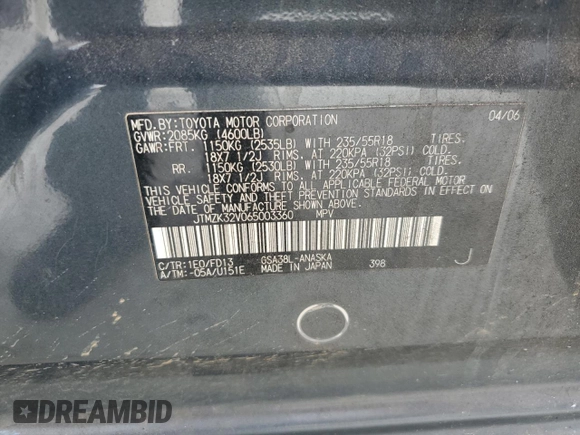 MFD.BY:TOYOTA MOTOR CORPORATION 04/06
GVWR:2085KG (4600LB)
GAWR:FRT. 1150KG (2535LB) WITH 235/55R18 TIRES.
18X7 1/2J RIMS. AT 220KPA (32PSI) COLD.
RR. 1150KG (2530LB) WITH 235/55R18 TIRES.
18X7 1/2J RIMS. AT 220KPA (32PSI) COLD.
THIS VEHICLE CONFORMS TO ALL APPLICABLE FEDERAL MOTOR
VEHICLE SAFETY AND THEFT PREVENTION STANDARDS IN EFFECT ON
THE DATE OF MANUFACTURE SHOWN ABOVE.
JTMZK32V065003360 MPV
C/TR:1E0/FD13 GSA38L-ANASKA
A/TM:-05A/U151E MADE IN JAPAN 398 J
DREAMBID